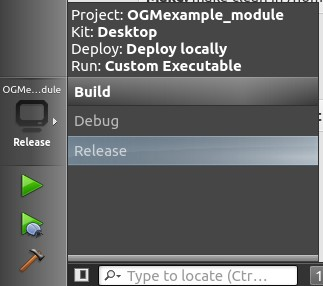 Project: OGMexample_module
Kit: Desktop
Deploy: Deploy locally
Run: Custom Executable
OGMe...dule
Release
Build
Debug
Release
Type to locate (Ctr...
1